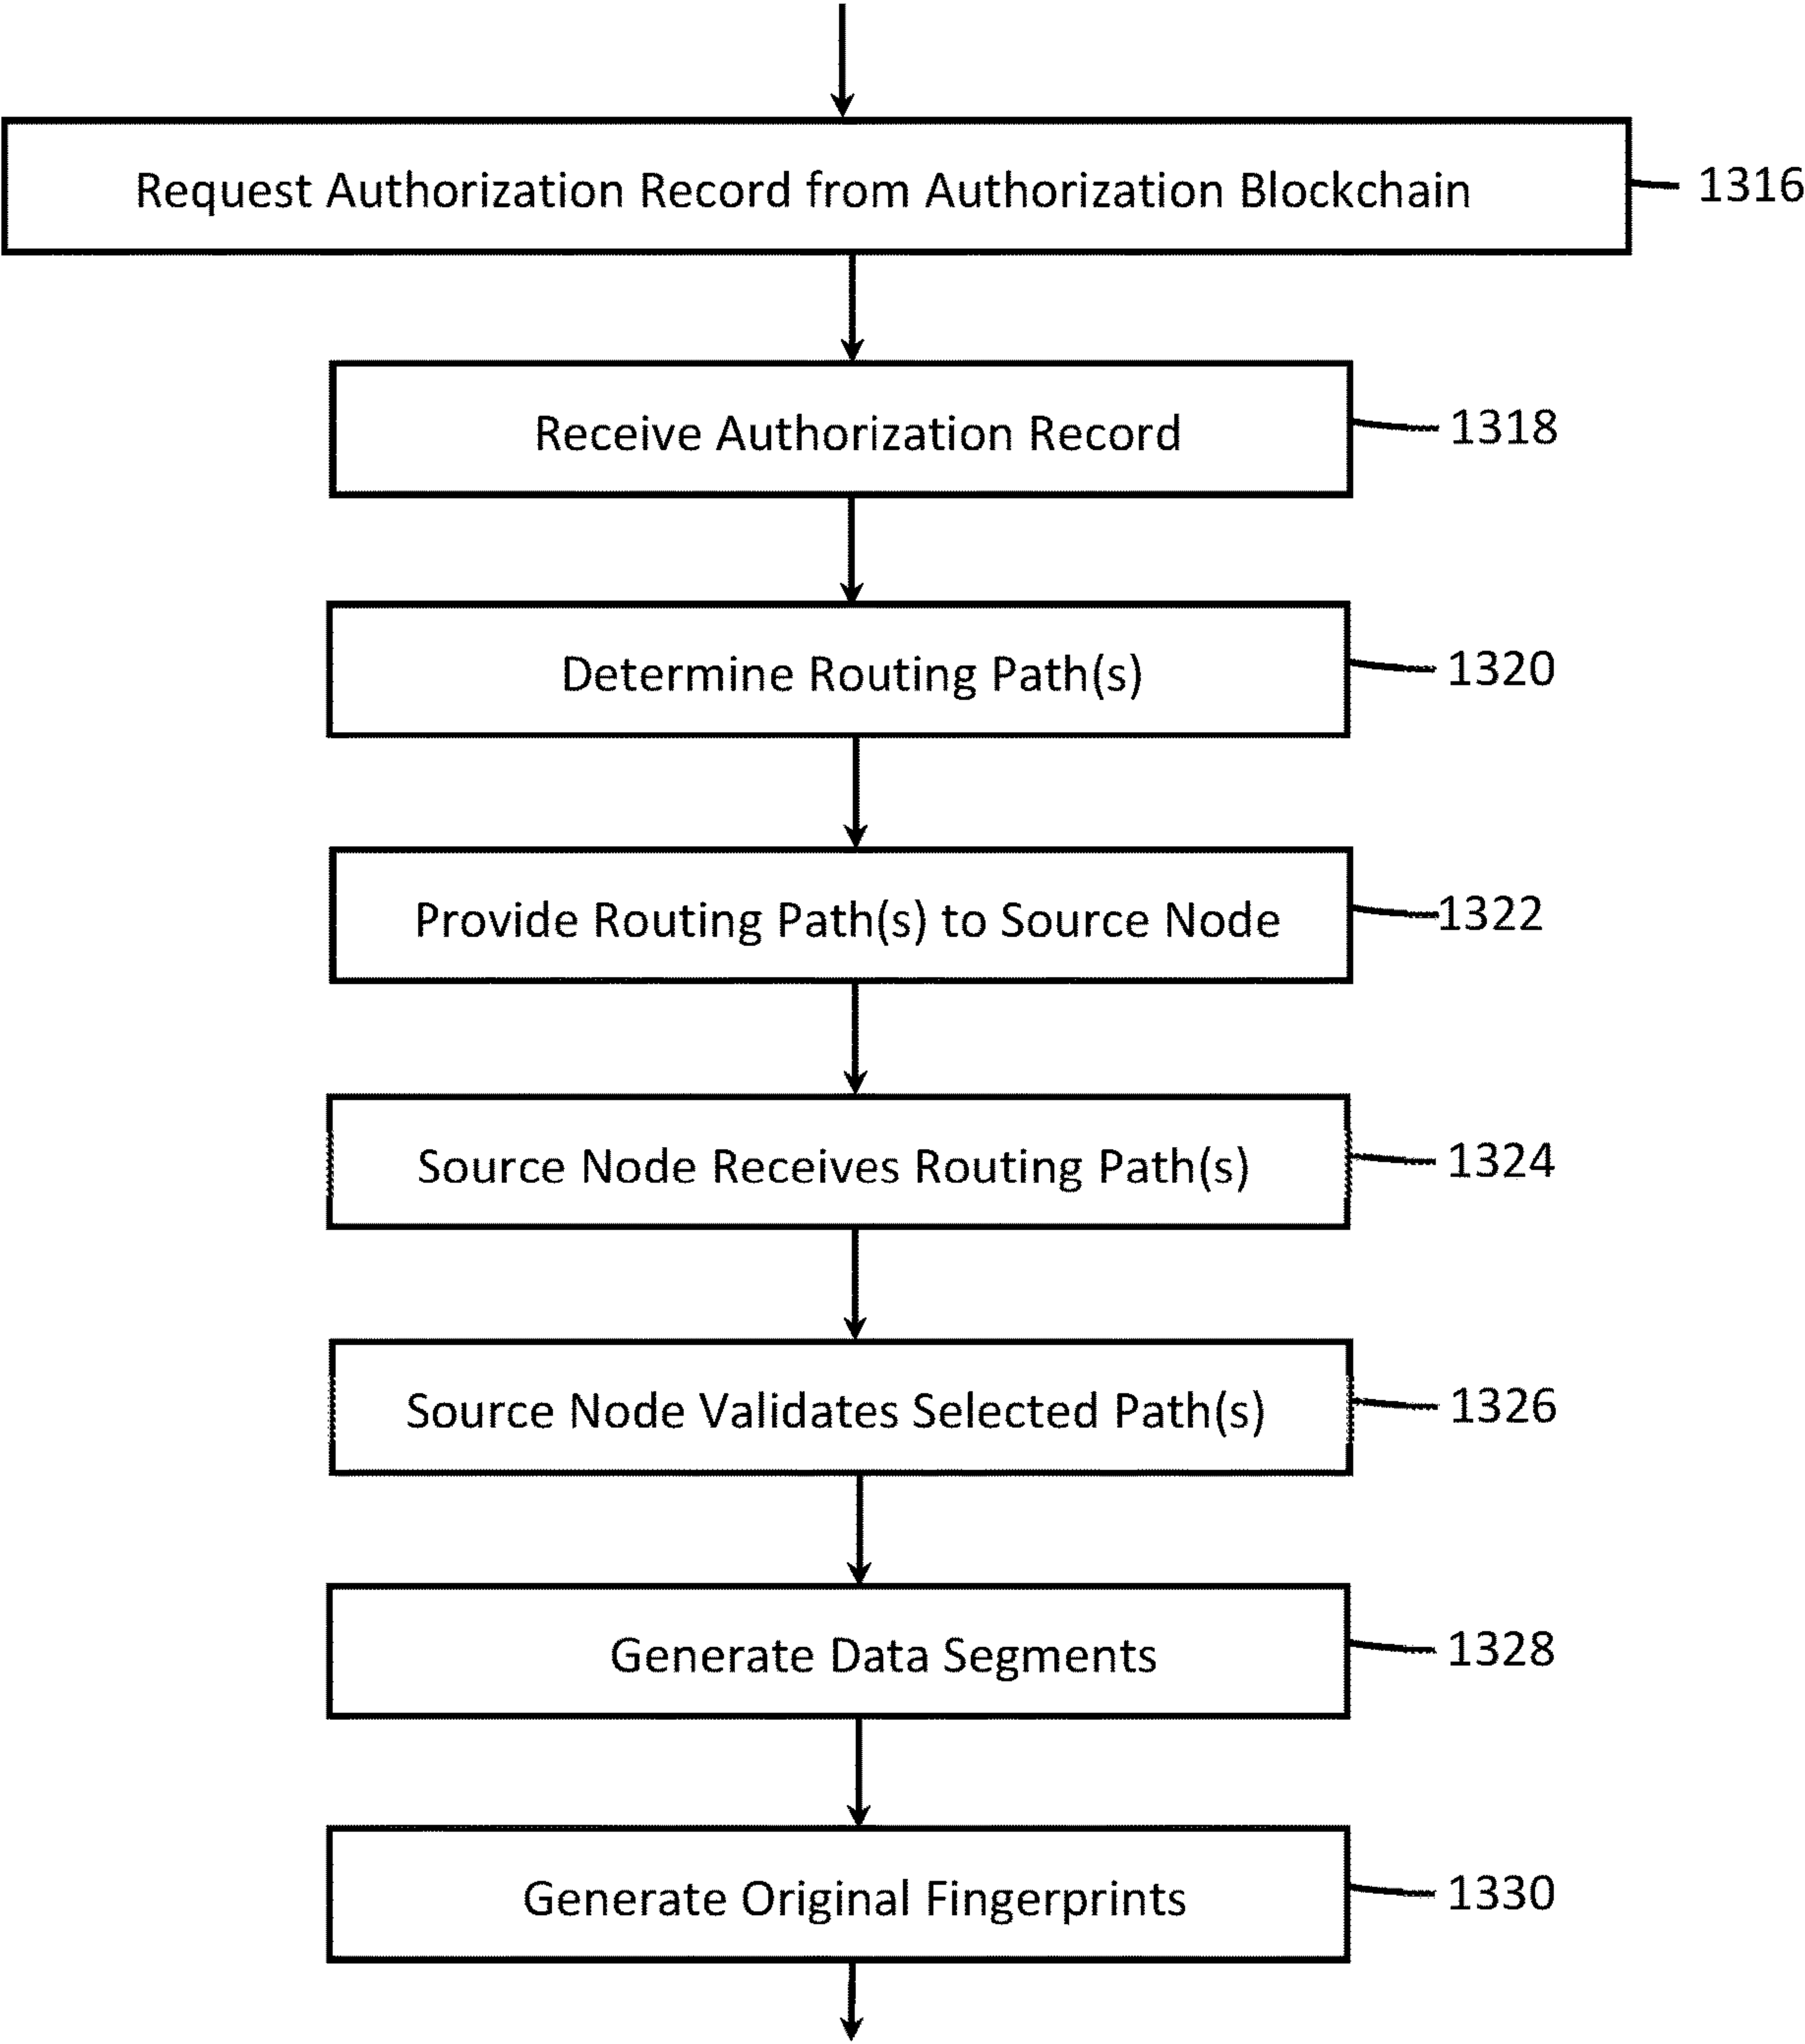 Request Authorization Record from Authorization Blockchain 1316
Receive Authorization Record 1318
Determine Routing Path(s) 1320
Provide Routing Path(s) to Source Node 1322
Source Node Receives Routing Path(s) 1324
Source Node Validates Selected Path(s) 1326
Generate Data Segments 1328
Generate Original Fingerprints 1330